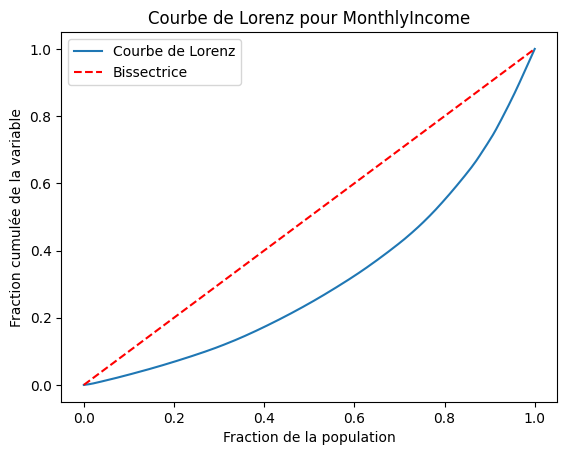 Courbe de Lorenz pour MonthlyIncome
Courbe de Lorenz
Bissectrice
Fraction cumulée de la variable
1.0
0.8
0.6
0.4
0.2
0.0
0.0 0.2 0.4 0.6 0.8 1.0
Fraction de la population